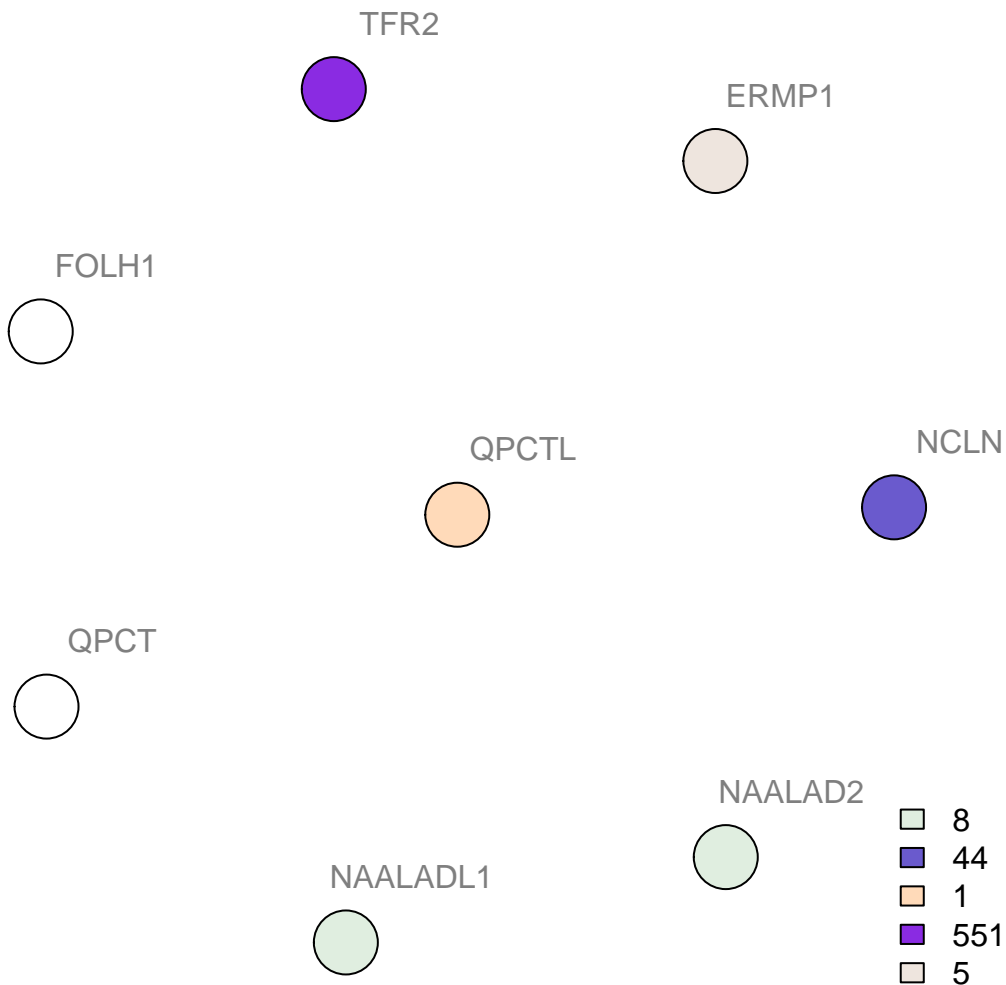 TFR2
ERMP1
FOLH1
QPCTL
NCLN
QPCT
NAALAD2
NAALADL1
8
44
1
551
5